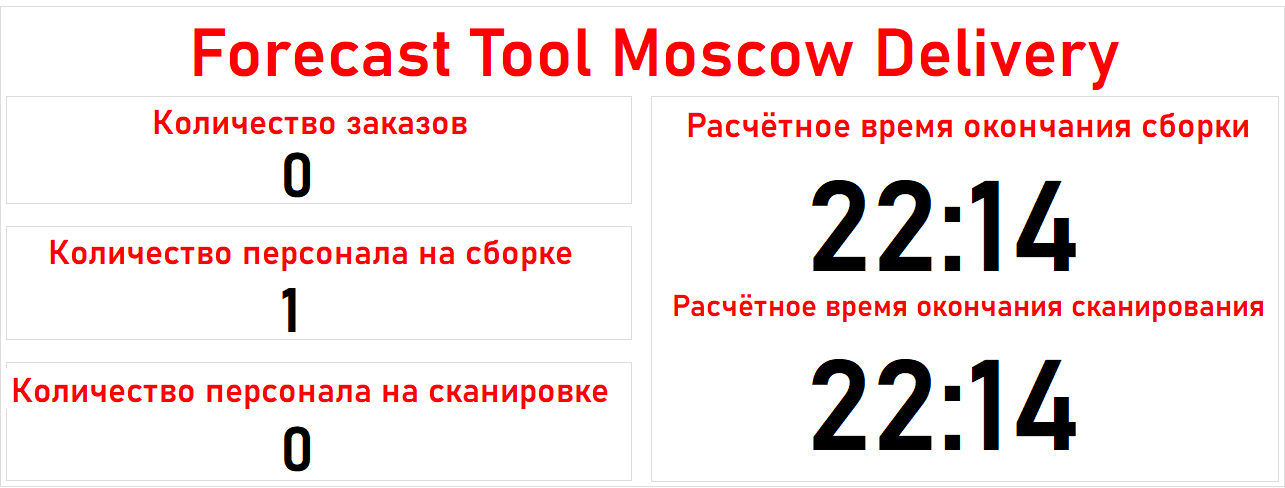 Forecast Tool Moscow Delivery
Количество заказов
0
Количество персонала на сборке
1
Количество персонала на сканировке
0
Расчётное время окончания сборки
22:14
Расчётное время окончания сканирования
22:14